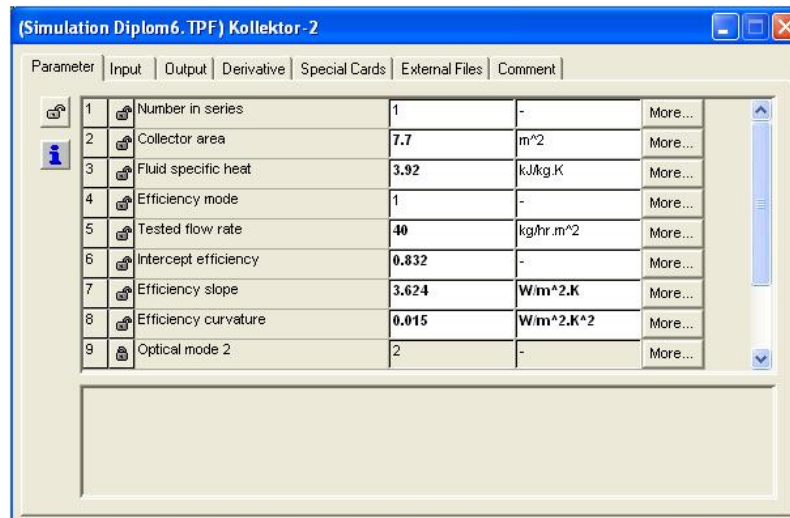 (Simulation Diplom6.TPF) Kollektor-2
Parameter Input Output Derivative Special Cards External Files Comment
1 Number in series 1 - More...
2 Collector area 7.7 m^2 More...
3 Fluid specific heat 3.92 kJ/kg.K More...
4 Efficiency mode 1 - More...
5 Tested flow rate 40 kg/hr.m^2 More...
6 Intercept efficiency 0.832 - More...
7 Efficiency slope 3.624 W/m^2.K More...
8 Efficiency curvature 0.015 W/m^2.K^2 More...
9 Optical mode 2 2 - More...